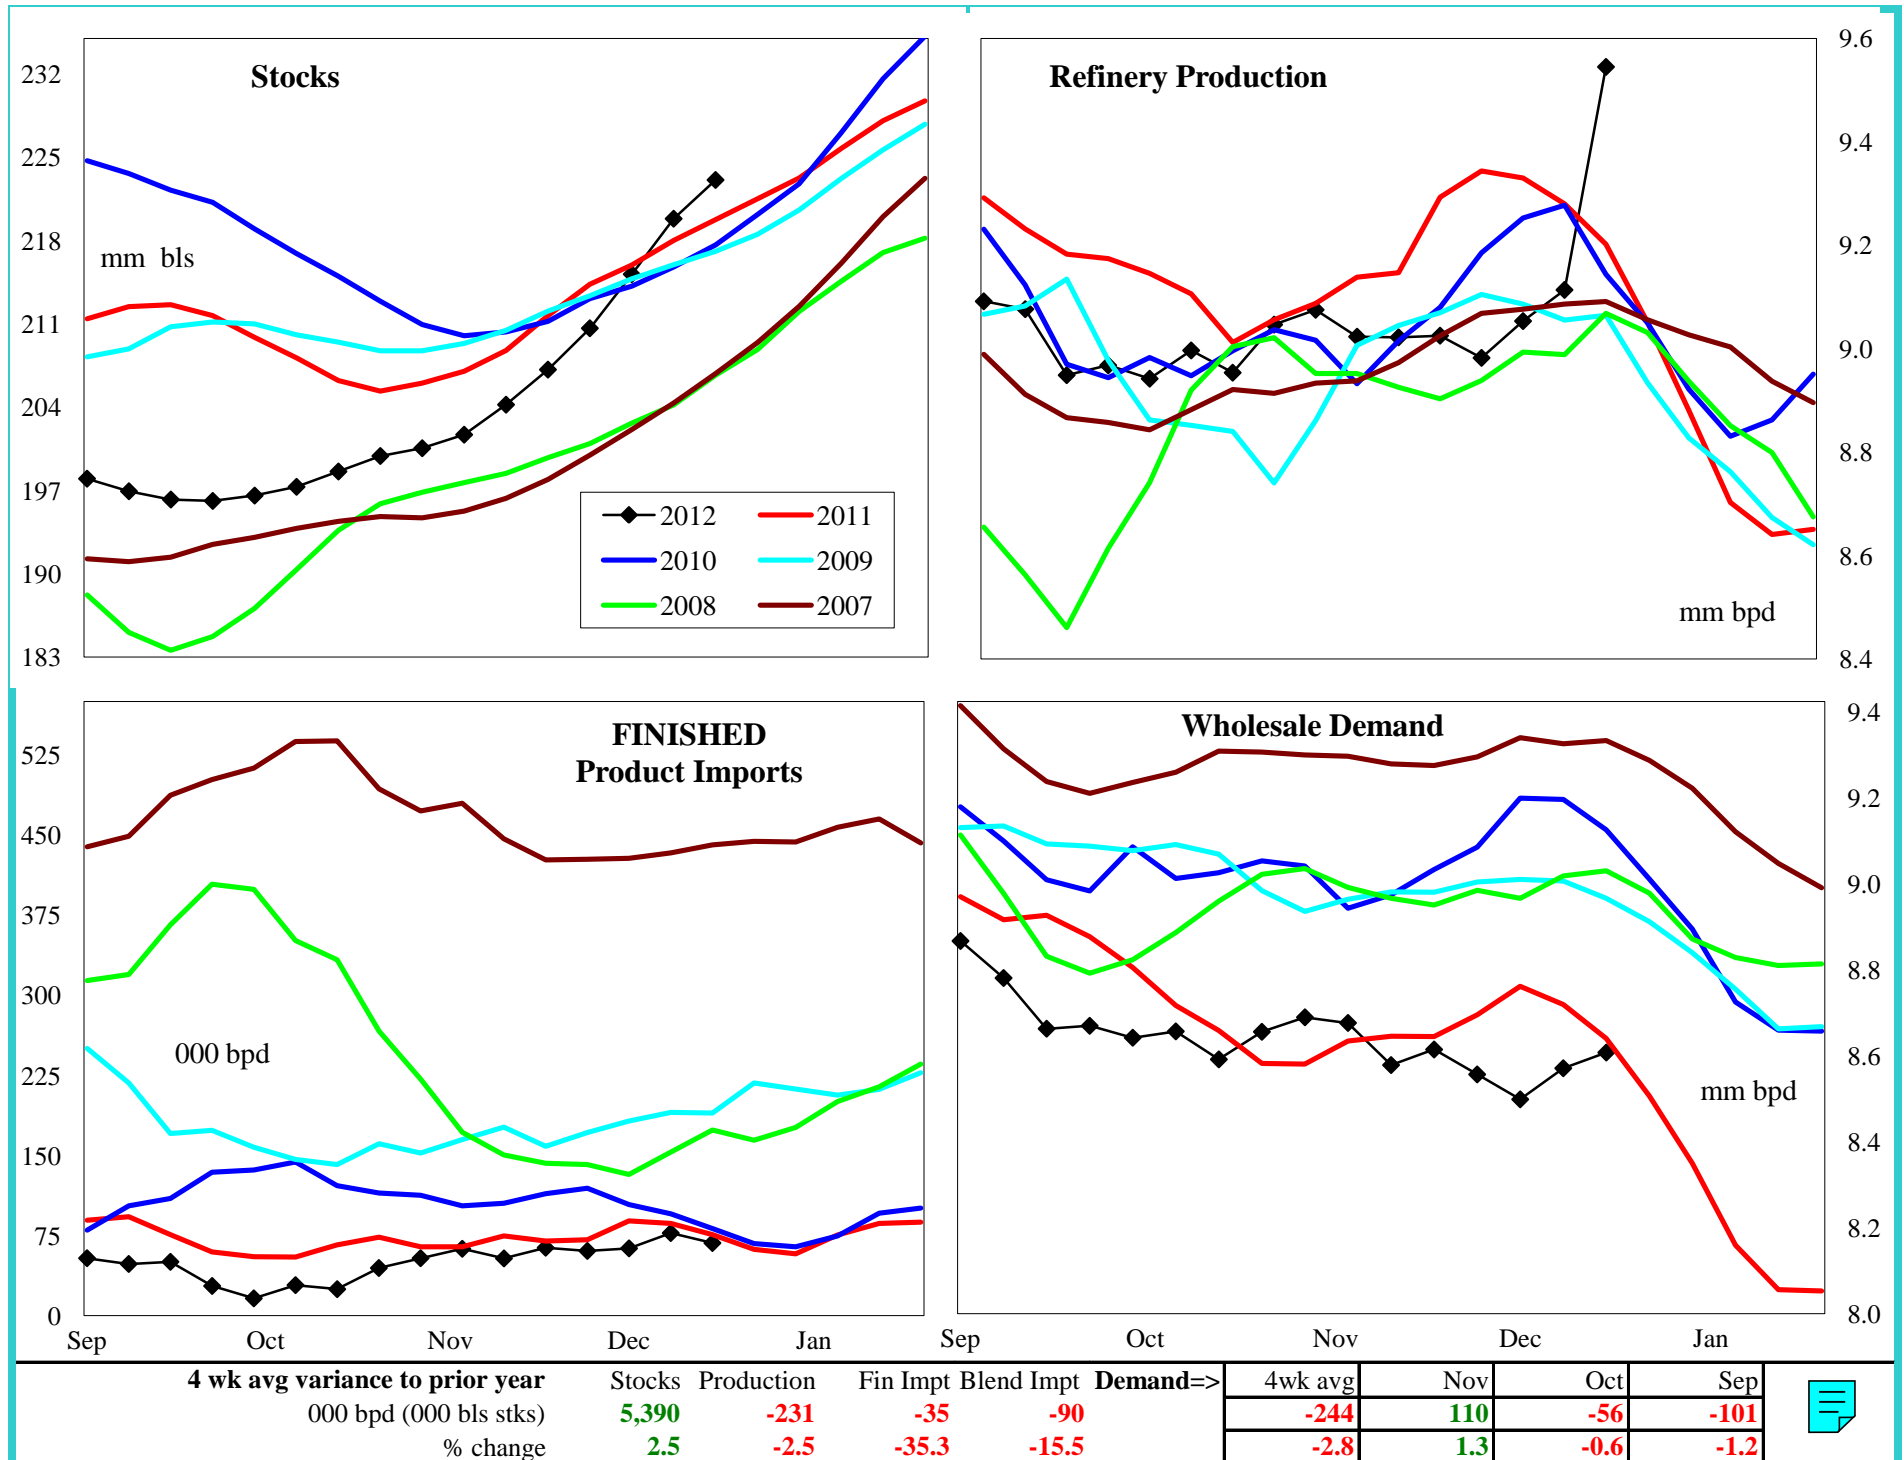 Stocks
mm bls
232
225
218
211
204
197
190
183
2012 2011
2010 2009
2008 2007
Refinery Production
mm bpd
9.6
9.4
9.2
9.0
8.8
8.6
8.4
FINISHED
Product Imports
000 bpd
525
450
375
300
225
150
75
0
Sep Oct Nov Dec Jan
Wholesale Demand
mm bpd
9.4
9.2
9.0
8.8
8.6
8.4
8.2
8.0
Sep Oct Nov Dec Jan
4 wk avg variance to prior year Stocks Production Fin Impt Blend Impt Demand=> 4wk avg Nov Oct Sep
000 bpd (000 bls stks) 5,390 -231 -35 -90 -244 110 -56 -101
% change 2.5 -2.5 -35.3 -15.5 -2.8 1.3 -0.6 -1.2